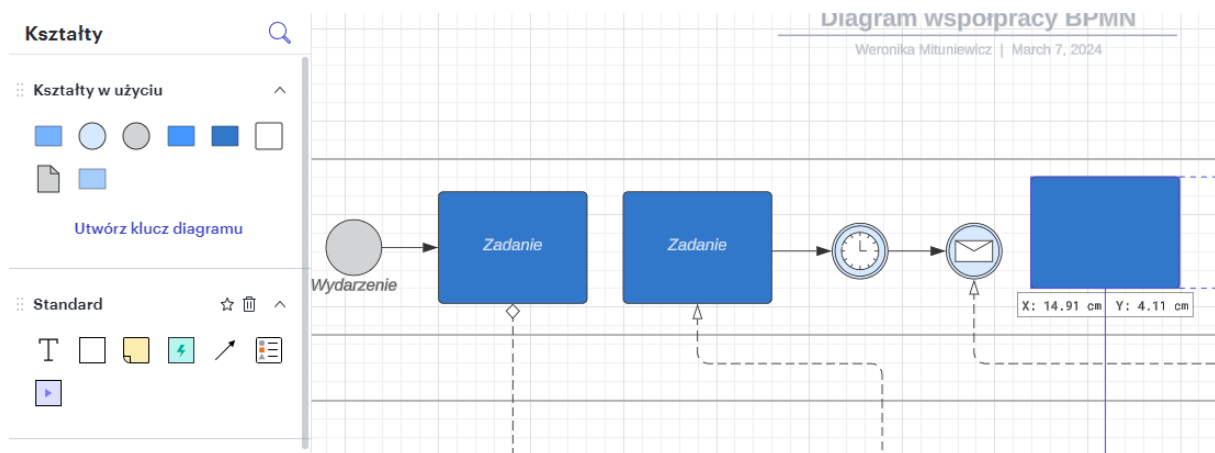 Kształty
Diagram współpracy BPMN
Weronika Mituniewicz | March 7, 2024
Kształty w użyciu
Utwórz klucz diagramu
Zadanie
Zadanie
Wydarzenie
X: 14.91 cm Y: 4.11 cm
Standard
T